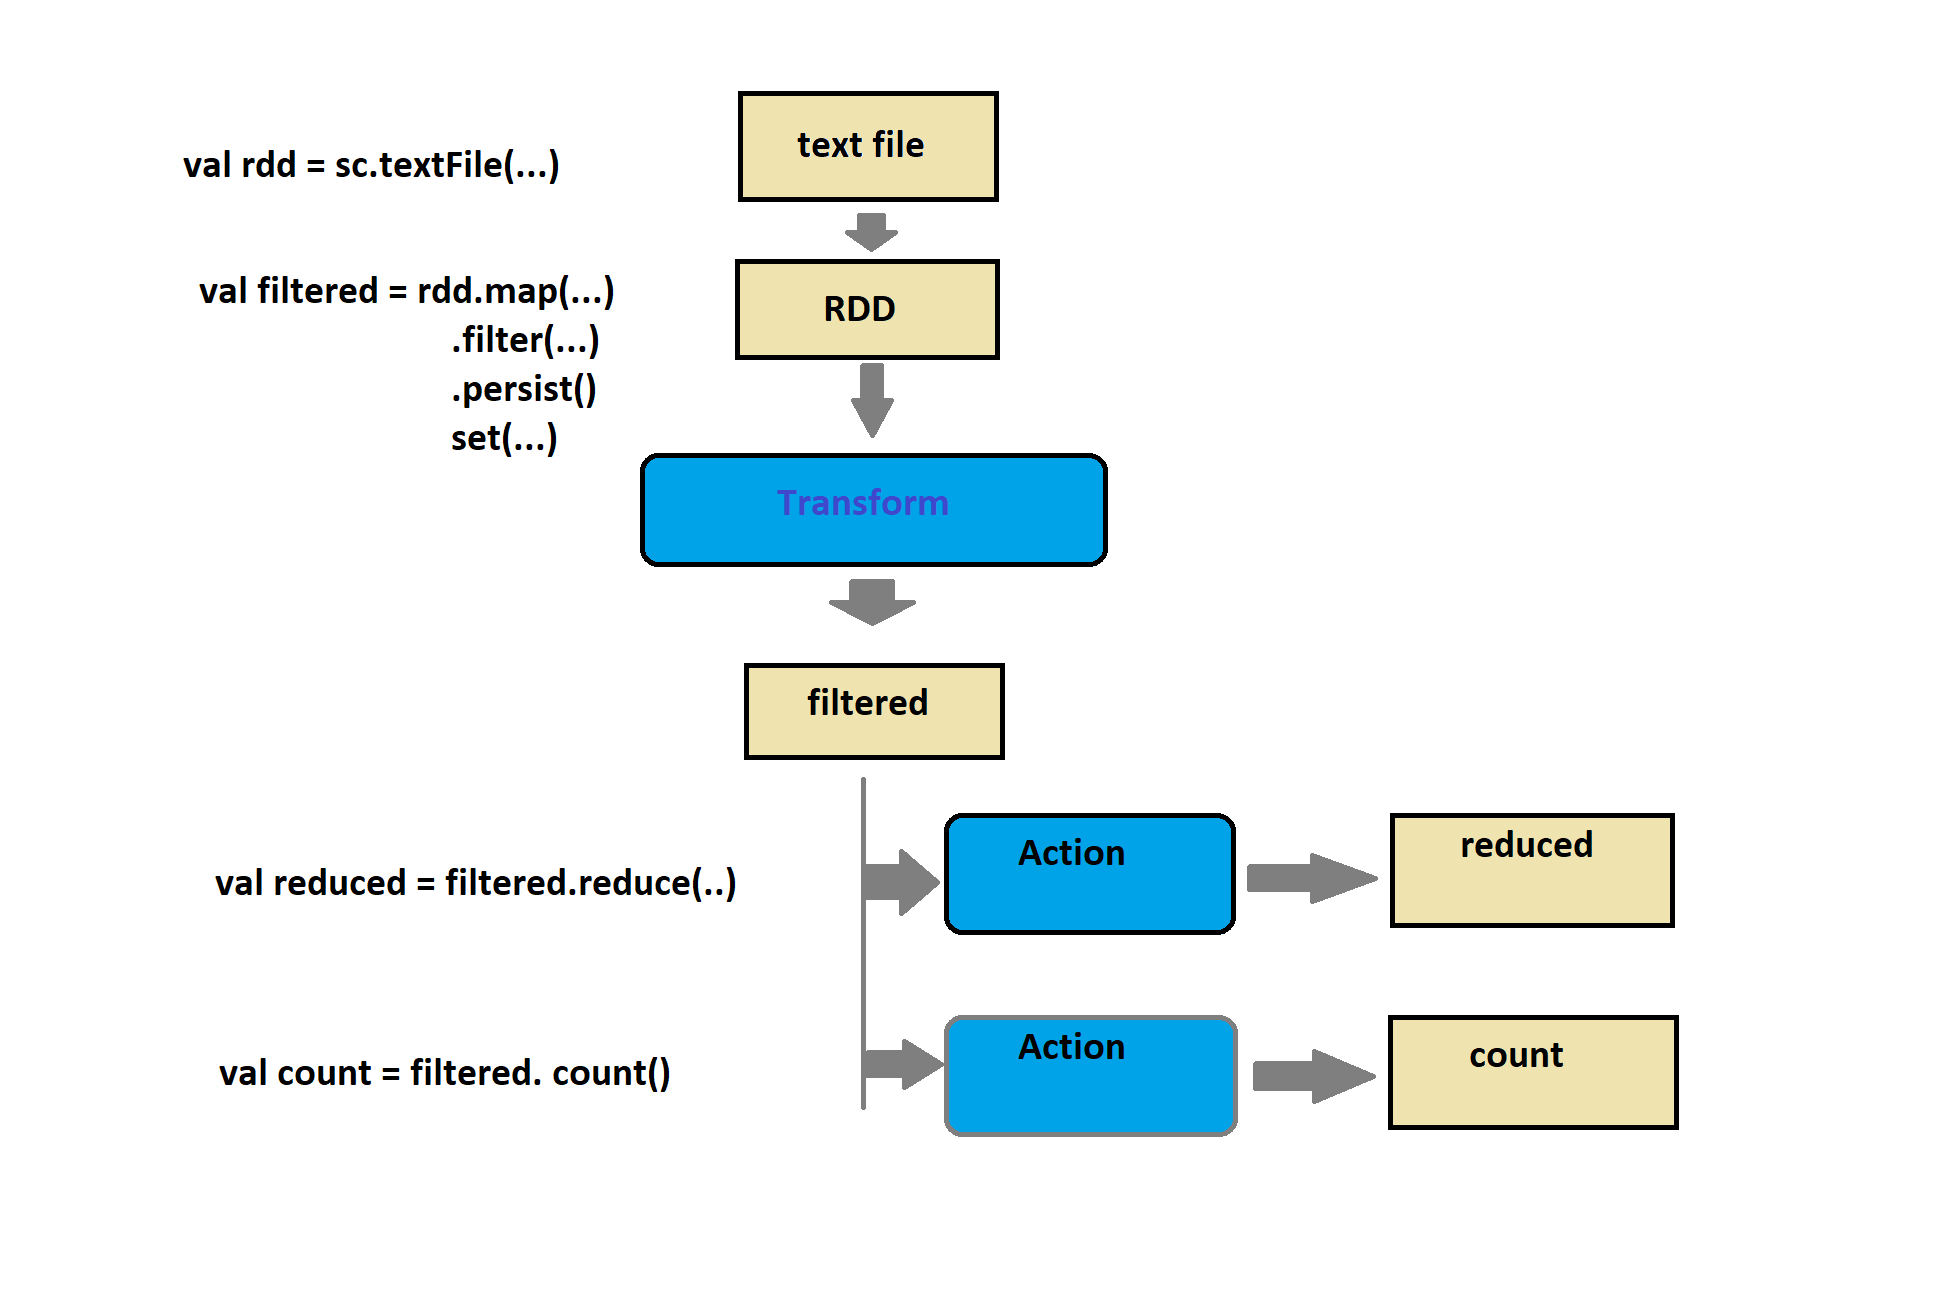 text file
val rdd = sc.textFile(...)
val filtered = rdd.map(...)
.filter(...)
.persist()
set(...)
RDD
Transform
filtered
val reduced = filtered.reduce(..)
Action
reduced
val count = filtered. count()
Action
count